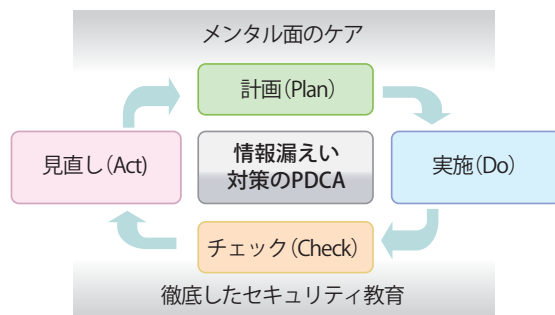 メンタル面のケア
計画(Plan)
見直し(Act)
情報漏えい
対策のPDCA
実施(Do)
チェック(Check)
徹底したセキュリティ教育